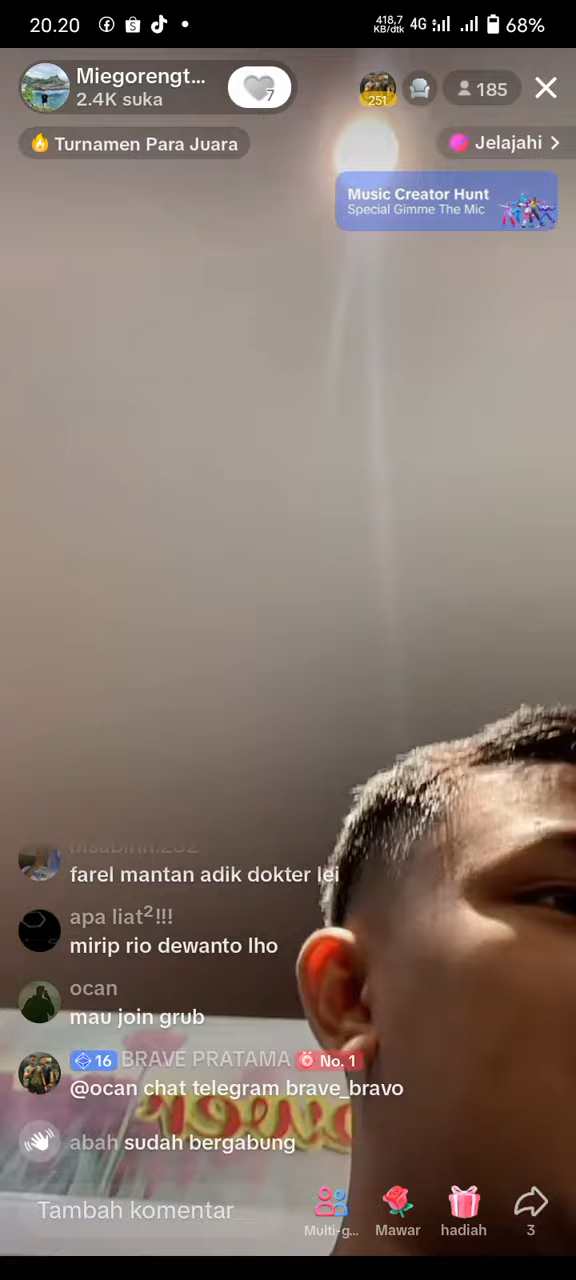 20.20
418,7
KB/dtk
4G
68%
Miegorengt...
2.4K suka
7
251
185
Turnamen Para Juara
Jelajahi
Music Creator Hunt
Special Gimme The Mic
farel mantan adik dokter lei
apa liat²!!!
mirip rio dewanto lho
ocan
mau join grub
16 BRAVE PRATAMA No. 1
@ocan chat telegram brave_bravo
abah sudah bergabung
Tambah komentar
Multi-g...
Mawar
hadiah
3